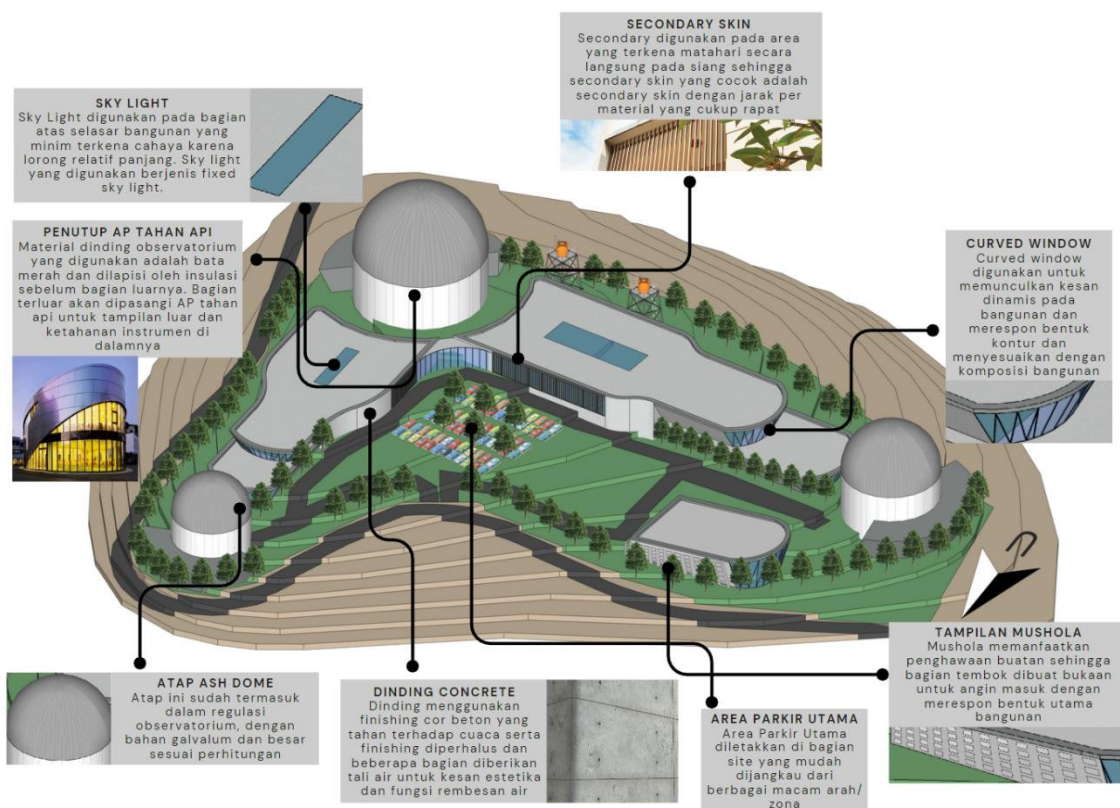 SECONDARY SKIN
Secondary digunakan pada area
yang terkena matahari secara
langsung pada siang sehingga
secondary skin yang cocok adalah
secondary skin dengan jarak per
material yang cukup rapat
SKY LIGHT
Sky Light digunakan pada bagian
atas selasar bangunan yang
minim terkena cahaya karena
lorong relatif panjang. Sky light
yang digunakan berjenis fixed
sky light.
PENUTUP AP TAHAN API
Material dinding observatorium
yang digunakan adalah bata
merah dan dilapisi oleh insulasi
sebelum bagian luarnya. Bagian
terluar akan dipasangi AP tahan
api untuk tampilan luar dan
ketahanan instrumen di
dalamnya
CURVED WINDOW
Curved window
digunakan untuk
memunculkan kesan
dinamis pada
bangunan dan
merespon bentuk
kontur dan
menyesuaikan dengan
komposisi bangunan
ATAP ASH DOME
Atap ini sudah termasuk
dalam regulasi
observatorium, dengan
bahan galvalum dan besar
sesuai perhitungan
DINDING CONCRETE
Dinding menggunakan
finishing cor beton yang
tahan terhadap cuaca serta
finishing diperhalus dan
beberapa bagian diberikan
tali air untuk kesan estetika
dan fungsi rembesan air
AREA PARKIR UTAMA
Area Parkir Utama
diletakkan di bagian
site yang mudah
dijangkau dari
berbagai macam arah/
zona
TAMPILAN MUSHOLA
Mushola memanfaatkan
penghawaan buatan sehingga
bagian tembok dibuat bukaan
untuk angin masuk dengan
merespon bentuk utama
bangunan